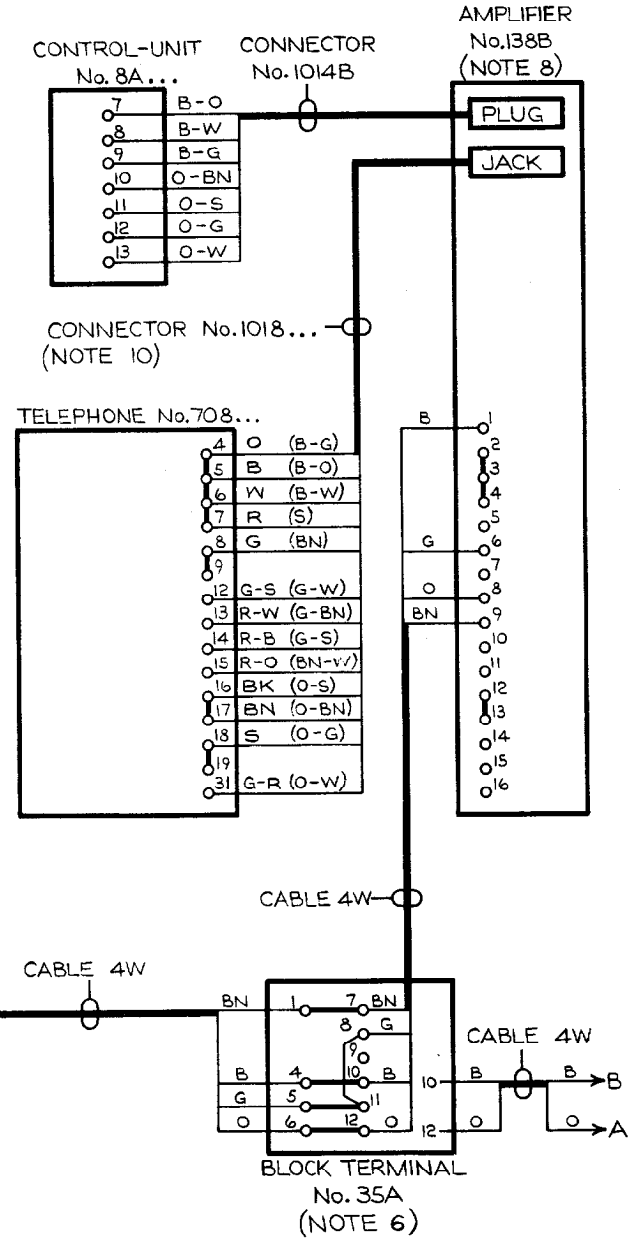 AMPLIFIER
No.138B
(NOTE 8)
CONTROL-UNIT
No. 8A...
CONNECTOR
No.1014B
7 B-O
8 B-W
9 B-G
10 O-BN
11 O-S
12 O-G
13 O-W
PLUG
JACK
CONNECTOR No.1018...
(NOTE 10)
TELEPHONE No.708...
4 O (B-G)
5 B (B-O)
6 W (B-W)
7 R (S)
8 G (BN)
9
12 G-S (G-W)
13 R-W (G-BN)
14 R-B (G-S)
15 R-O (BN-W)
16 BK (O-S)
17 BN (O-BN)
18 S (O-G)
19
31 G-R (O-W)
B 1
2
3
4
5
G 6
7
O 8
BN 9
10
11
12
13
14
15
16
CABLE 4W
CABLE 4W
BN 1 7 BN
8 G
9
B 4 10 B 10 B
G 5 11
O 6 12 O 12 O
CABLE 4W
B B
O A
BLOCK TERMINAL
No. 35A
(NOTE 6)